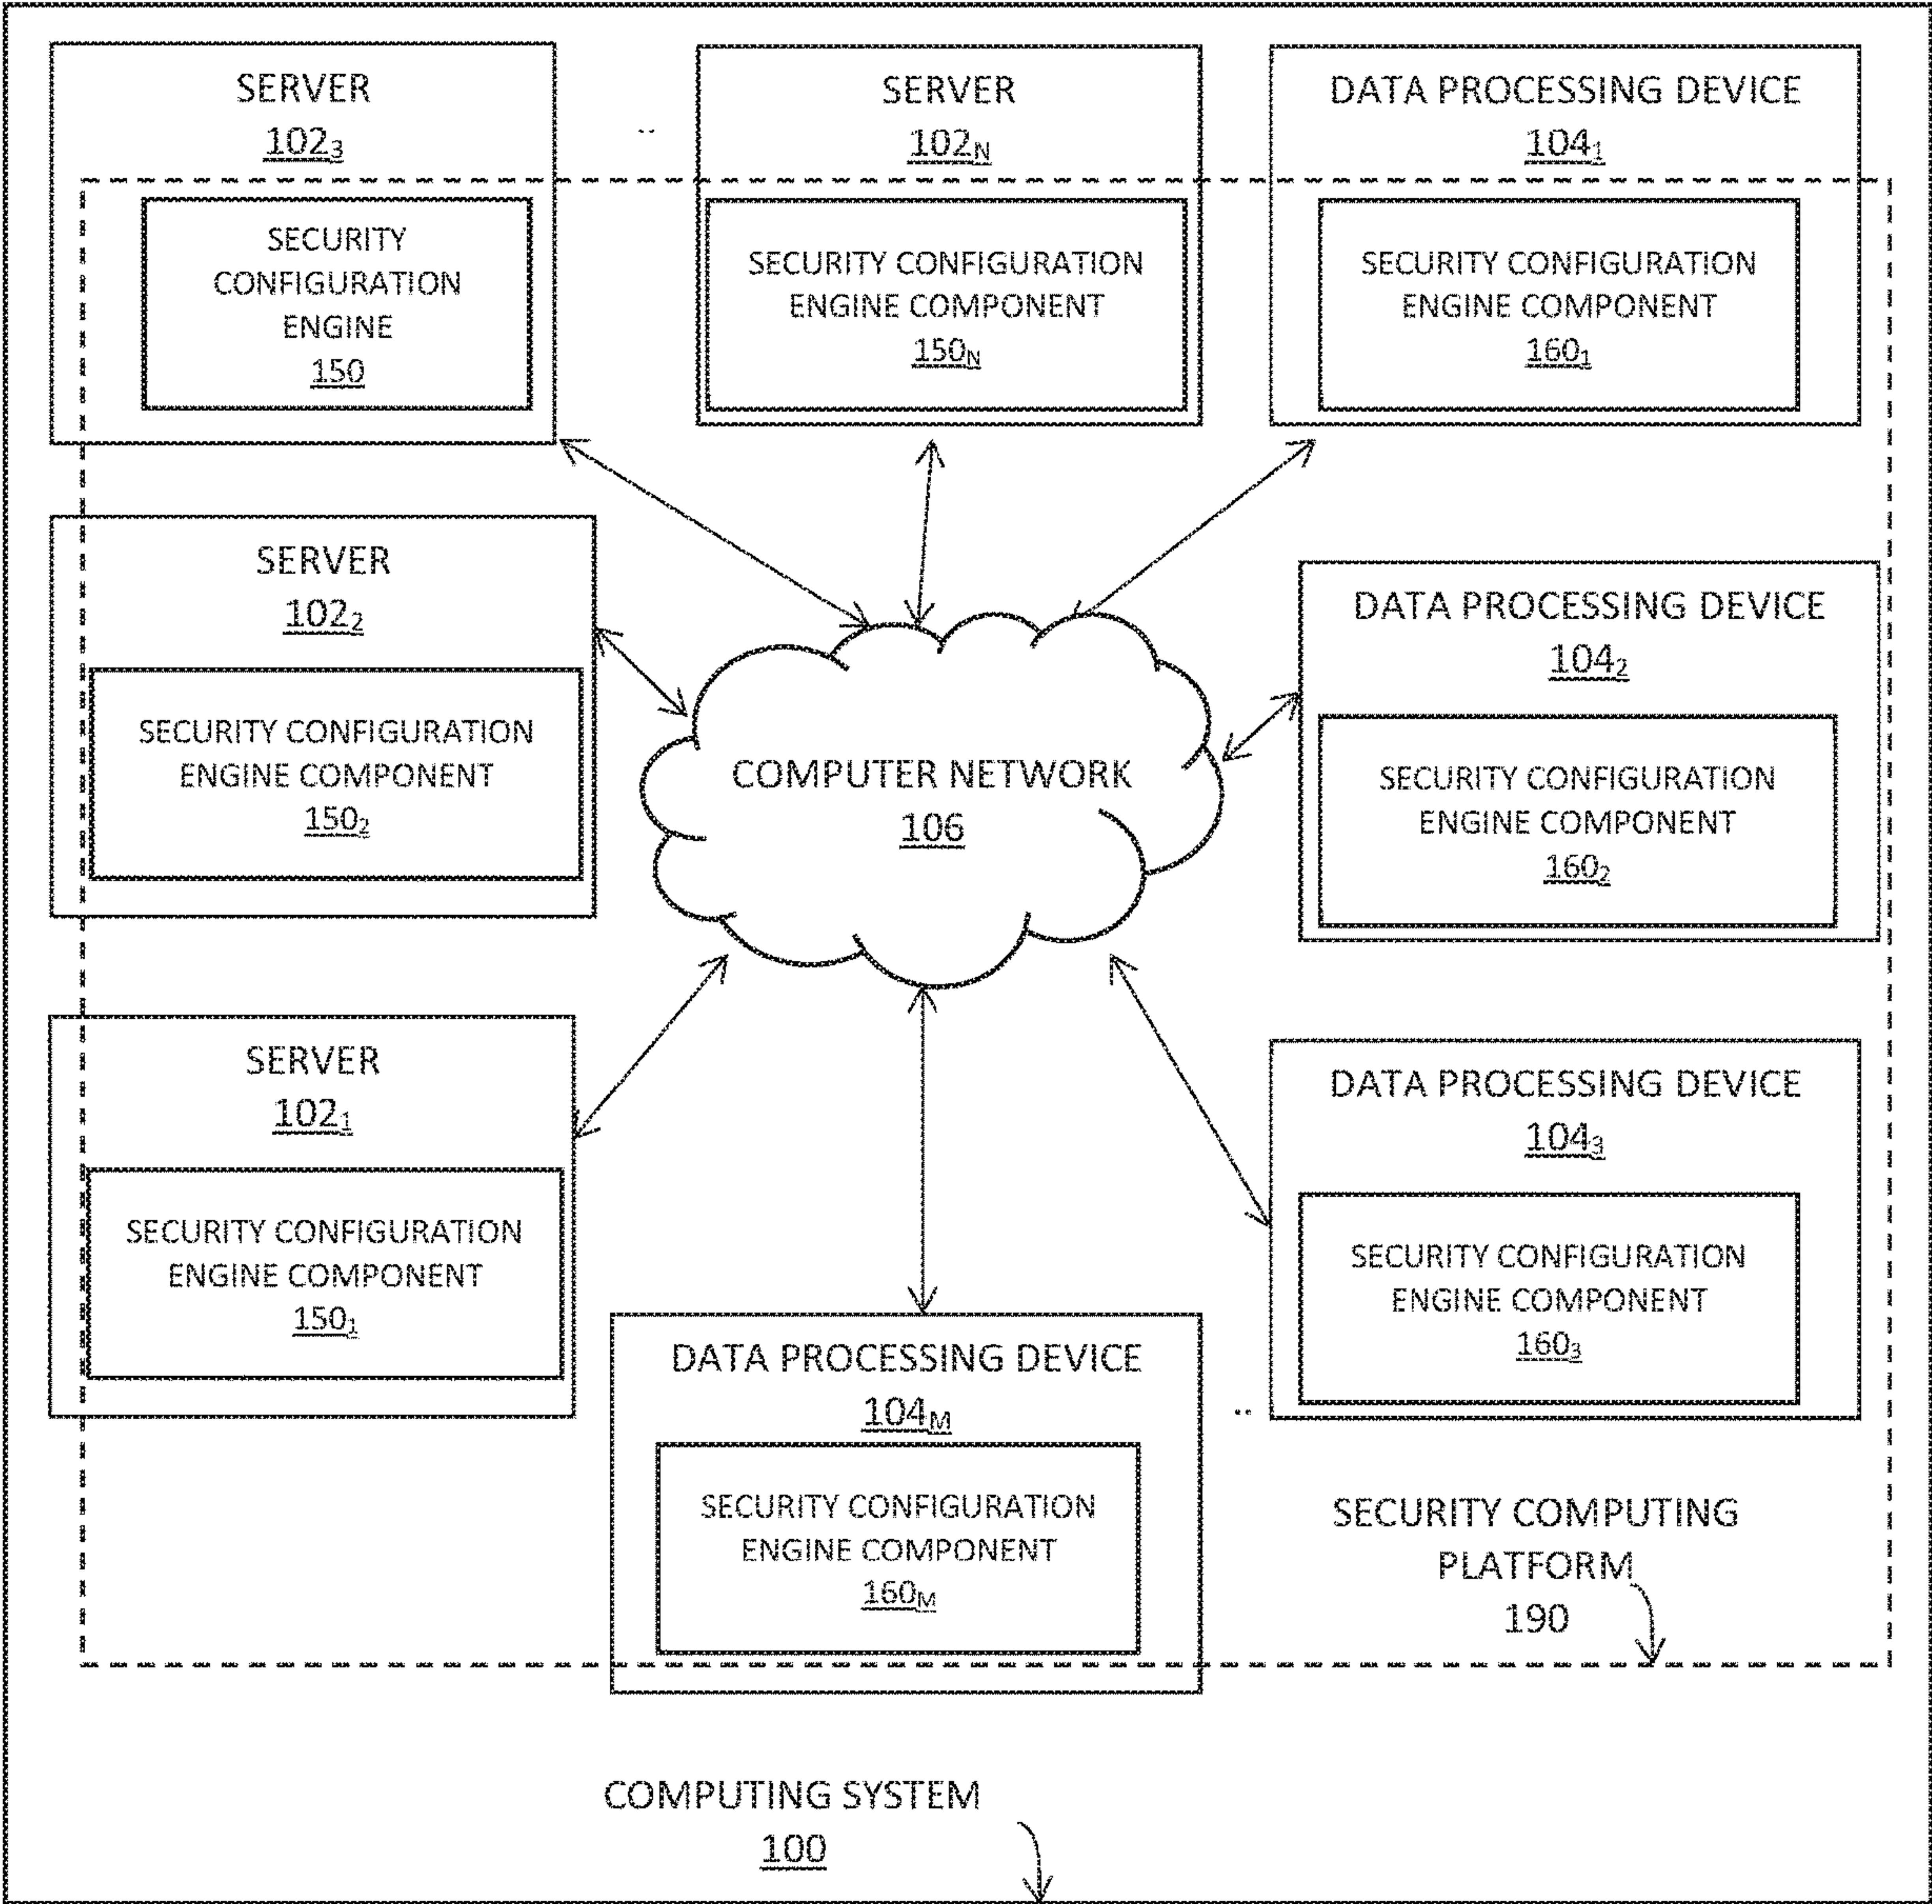 SERVER
102₃
SECURITY
CONFIGURATION
ENGINE
150
..
SERVER
102N
SECURITY CONFIGURATION
ENGINE COMPONENT
150N
DATA PROCESSING DEVICE
104₁
SECURITY CONFIGURATION
ENGINE COMPONENT
160₁
SERVER
102₂
SECURITY CONFIGURATION
ENGINE COMPONENT
150₂
COMPUTER NETWORK
106
DATA PROCESSING DEVICE
104₂
SECURITY CONFIGURATION
ENGINE COMPONENT
160₂
SERVER
102₁
SECURITY CONFIGURATION
ENGINE COMPONENT
150₁
DATA PROCESSING DEVICE
104₃
SECURITY CONFIGURATION
ENGINE COMPONENT
160₃
DATA PROCESSING DEVICE
104M
SECURITY CONFIGURATION
ENGINE COMPONENT
160M
..
SECURITY COMPUTING
PLATFORM
190
COMPUTING SYSTEM
100